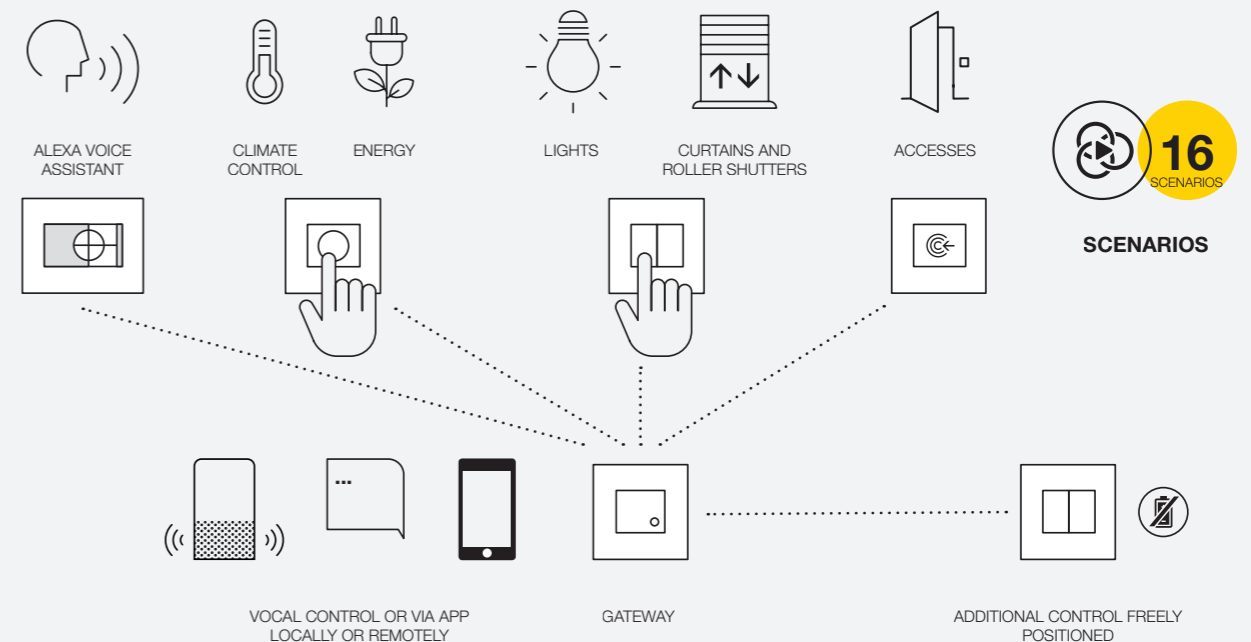 ALEXA VOICE
ASSISTANT
CLIMATE
CONTROL
ENERGY
LIGHTS
CURTAINS AND
ROLLER SHUTTERS
ACCESSES
16
SCENARIOS
SCENARIOS
VOCAL CONTROL OR VIA APP
LOCALLY OR REMOTELY
GATEWAY
ADDITIONAL CONTROL FREELY
POSITIONED